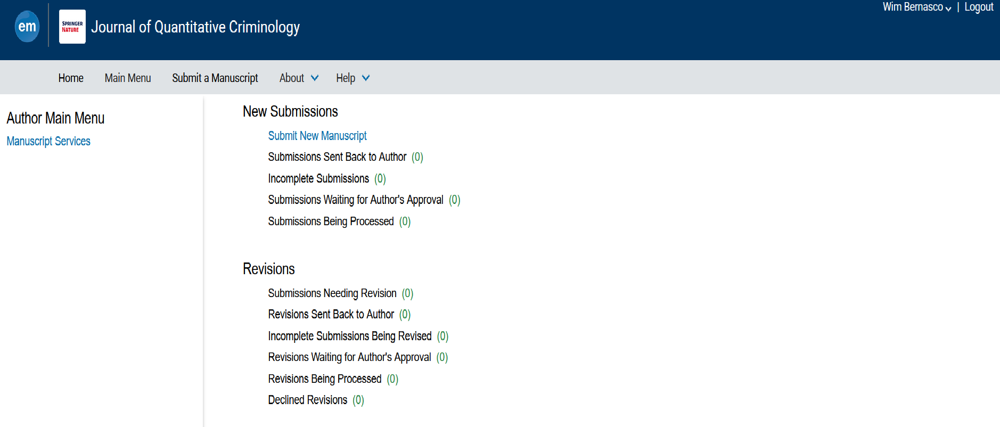 Wim Bernasco | Logout
em
SPRINGER
NATURE
Journal of Quantitative Criminology
Home Main Menu Submit a Manuscript About Help
Author Main Menu
Manuscript Services
New Submissions
Submit New Manuscript
Submissions Sent Back to Author (0)
Incomplete Submissions (0)
Submissions Waiting for Author's Approval (0)
Submissions Being Processed (0)
Revisions
Submissions Needing Revision (0)
Revisions Sent Back to Author (0)
Incomplete Submissions Being Revised (0)
Revisions Waiting for Author's Approval (0)
Revisions Being Processed (0)
Declined Revisions (0)